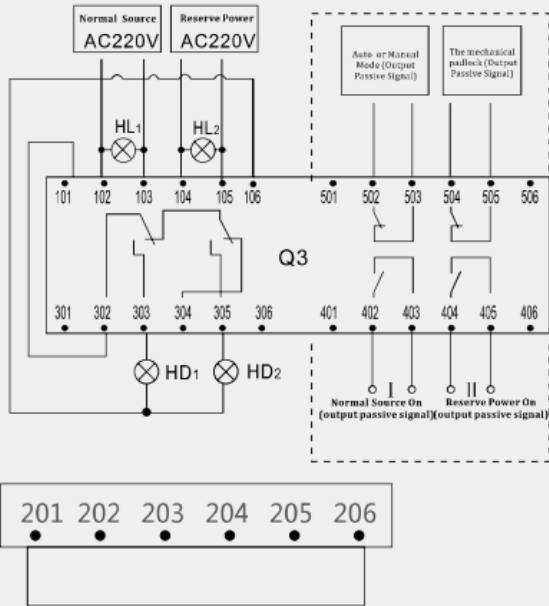 Normal Source
AC220V
Reserve Power
AC220V
Auto or Manual
Mode (Output
Passive Signal)
The mechanical
padlock (Output
Passive Signal)
HL1
HL2
101 102 103 104 105 106 501 502 503 504 505 506
Q3
301 302 303 304 305 306 401 402 403 404 405 406
HD1
HD2
I
II
Normal Source On
(output passive signal)
Reserve Power On
(output passive signal)
201 202 203 204 205 206